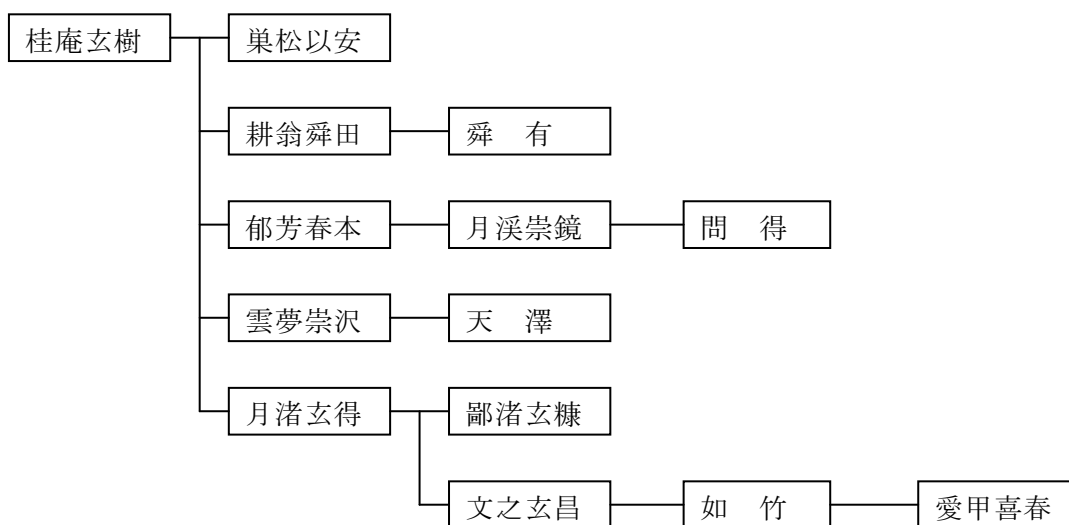 桂庵玄樹 巣松以安
耕翁舜田 舜 有
郁芳春本 月渓崇鏡 問 得
雲夢崇沢 天 澤
月渚玄得 鄙渚玄糠
文之玄昌 如 竹 愛甲喜春